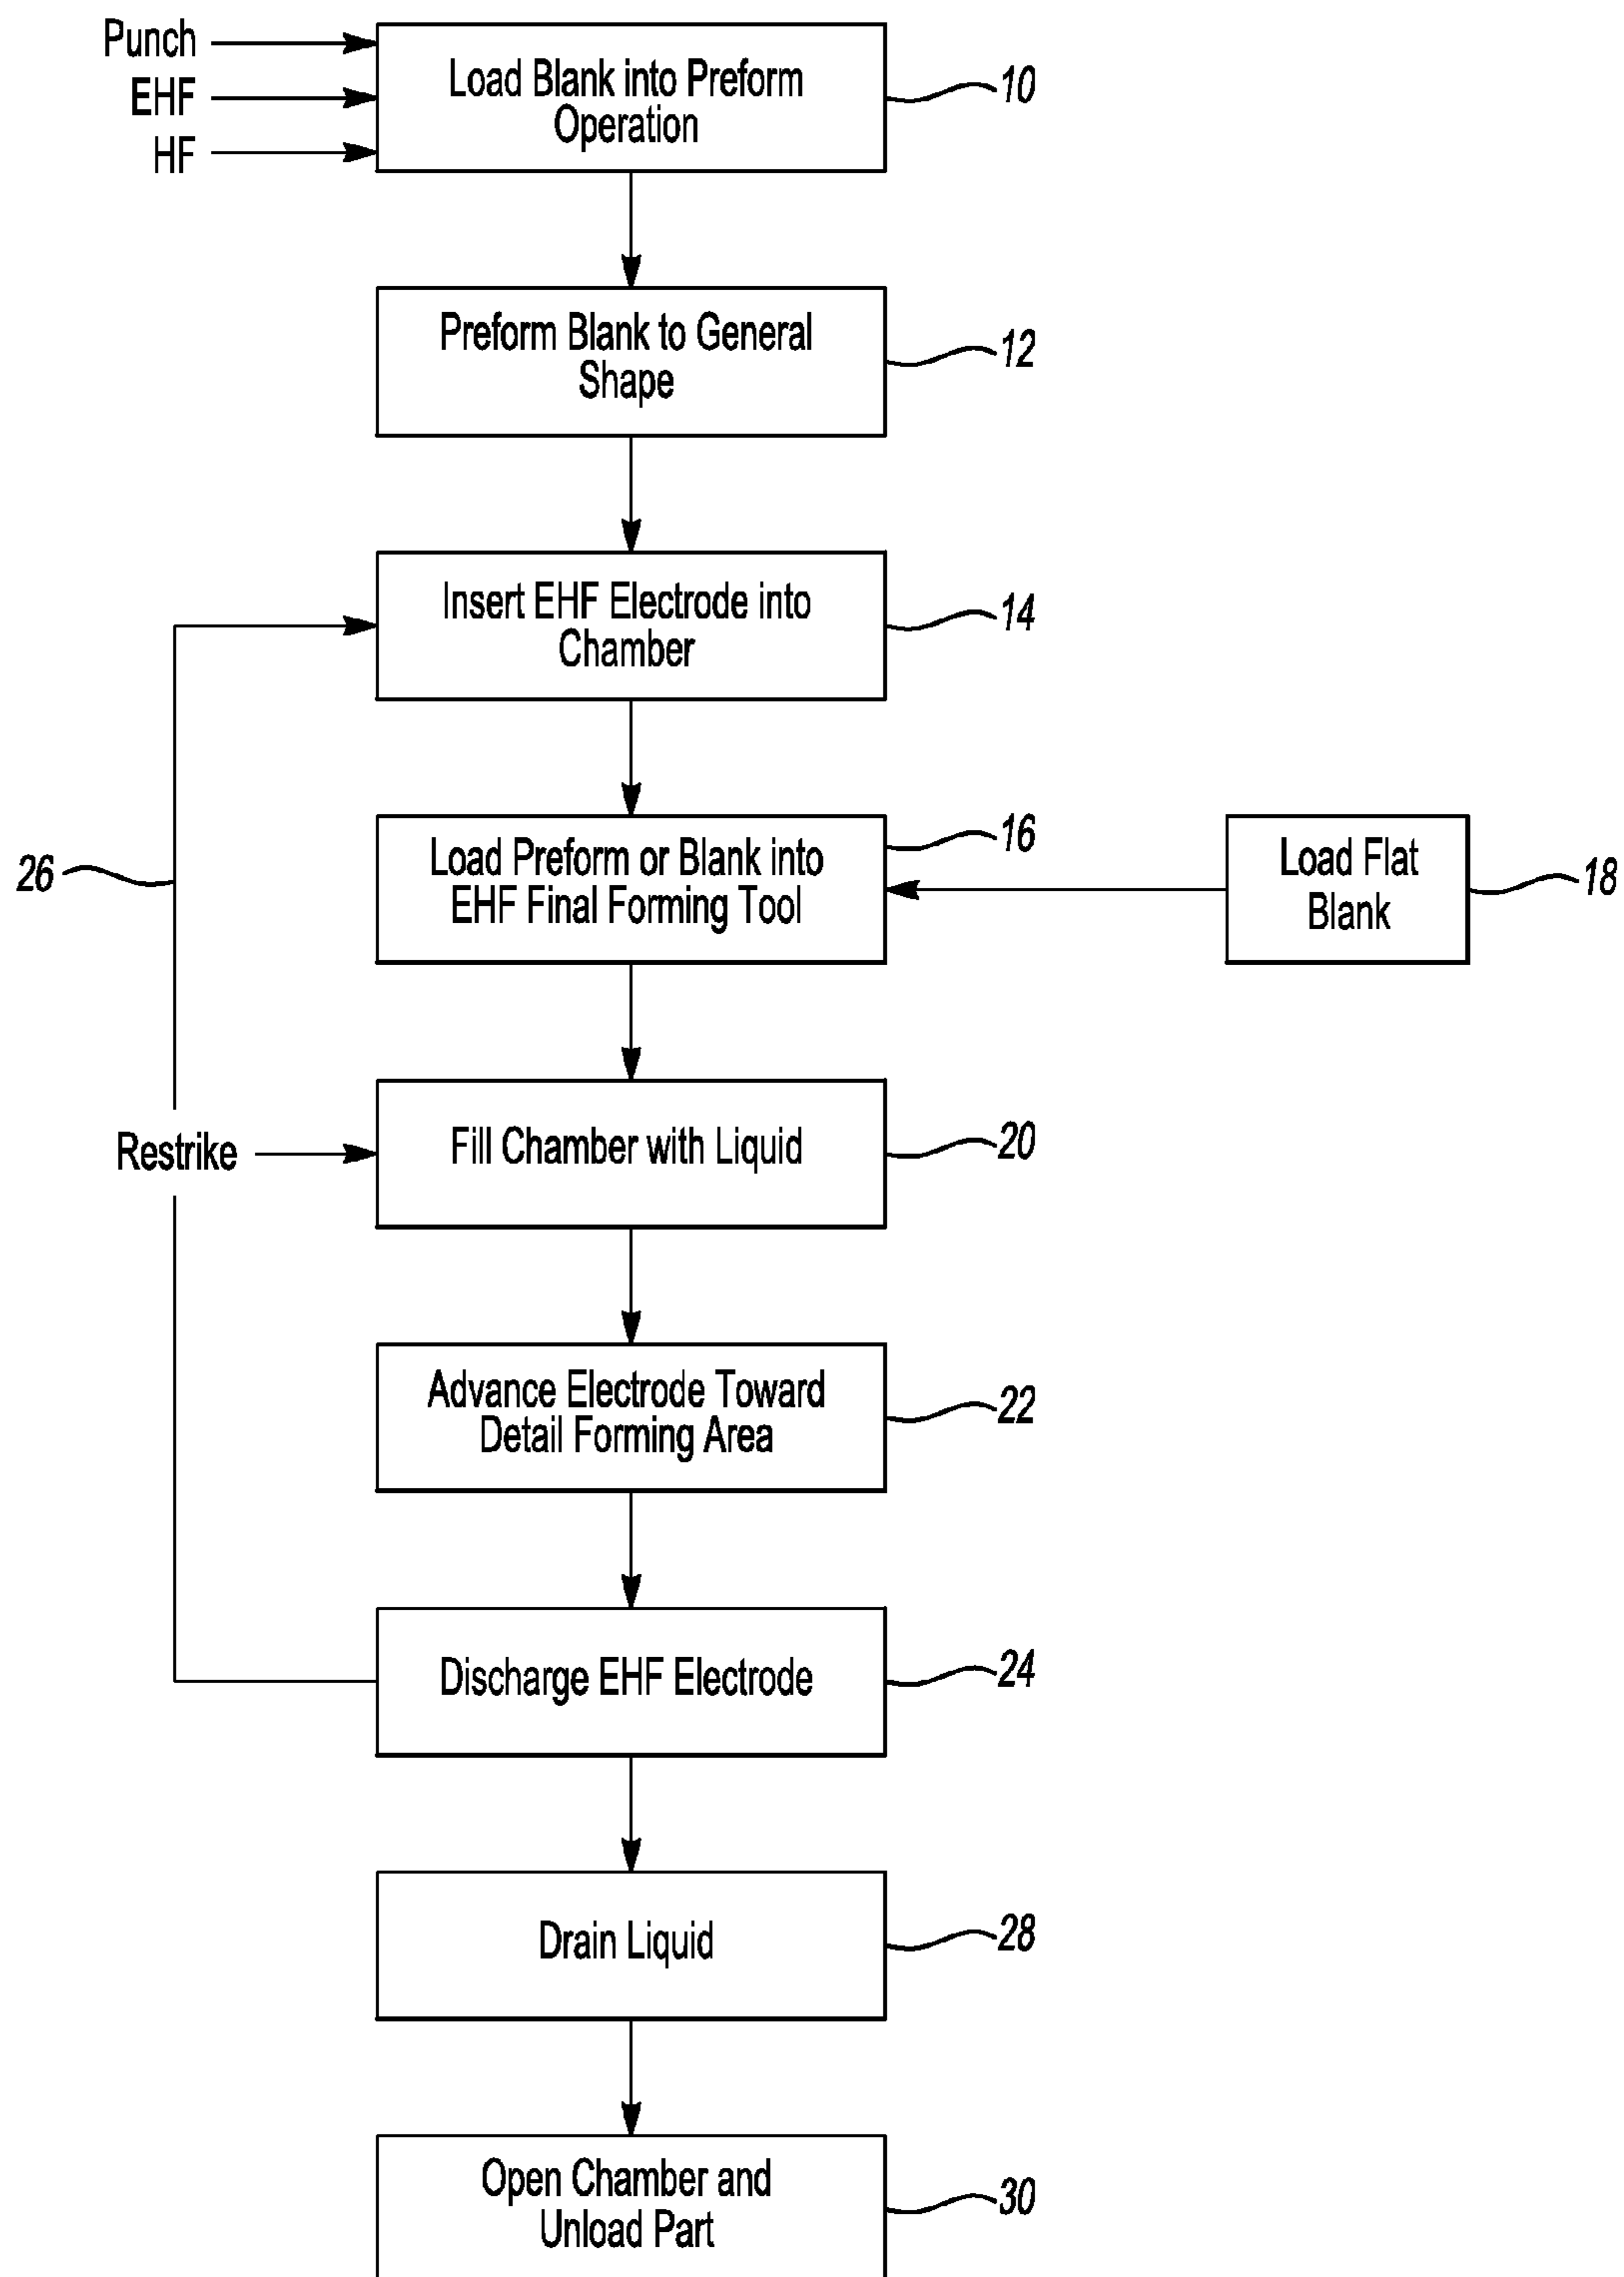 Punch
EHF
HF
Load Blank into Preform
Operation
10
Preform Blank to General
Shape
12
Insert EHF Electrode into
Chamber
14
Load Preform or Blank into
EHF Final Forming Tool
16
Load Flat
Blank
18
26
Restrike
Fill Chamber with Liquid
20
Advance Electrode Toward
Detail Forming Area
22
Discharge EHF Electrode
24
Drain Liquid
28
Open Chamber and
Unload Part
30